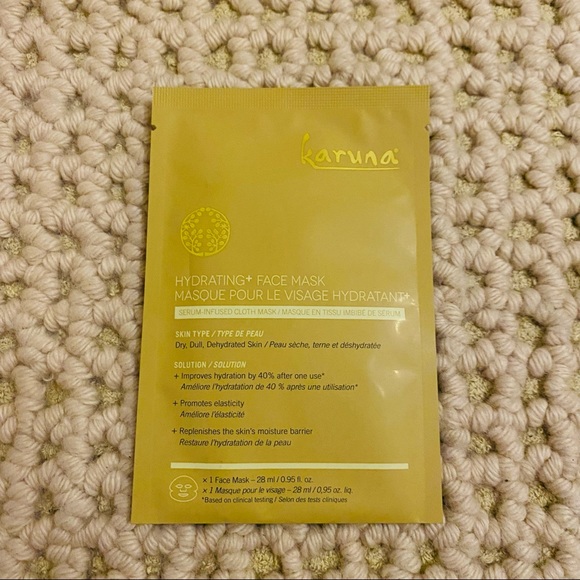 karuna®
HYDRATING+ FACE MASK
MASQUE POUR LE VISAGE HYDRATANT+
SERUM-INFUSED CLOTH MASK / MASQUE EN TISSU IMBIBÉ DE SÉRUM
SKIN TYPE / TYPE DE PEAU
Dry, Dull, Dehydrated Skin / Peau sèche, terne et déshydratée
SOLUTION / SOLUTION
+ Improves hydration by 40% after one use*
Améliore l'hydratation de 40 % après une utilisation*
+ Promotes elasticity
Améliore l'élasticité
+ Replenishes the skin's moisture barrier
Restaure l'hydratation de la peau
× 1 Face Mask – 28 ml / 0.95 fl. oz.
× 1 Masque pour le visage – 28 ml / 0,95 oz. liq.
*Based on clinical testing / Selon des tests cliniques